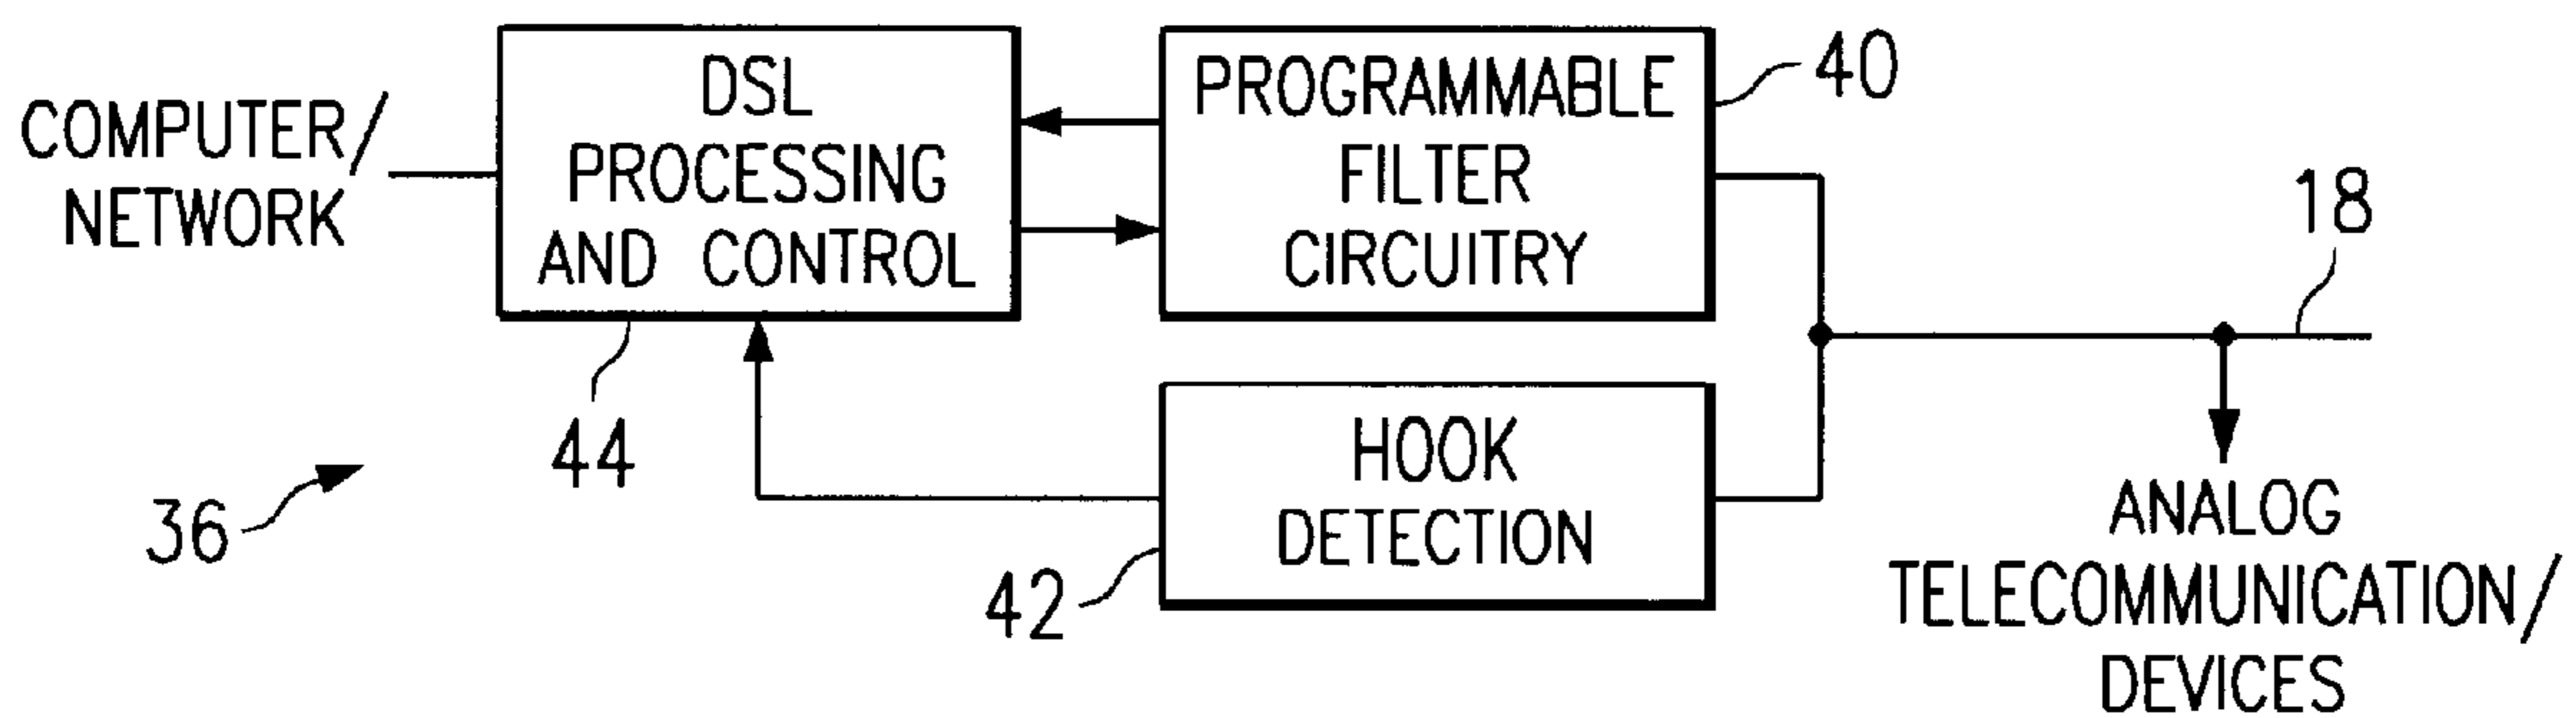 COMPUTER/
NETWORK
DSL
PROCESSING
AND CONTROL
PROGRAMMABLE
FILTER
CIRCUITRY
40
18
44
36
HOOK
DETECTION
42
ANALOG
TELECOMMUNICATION/
DEVICES